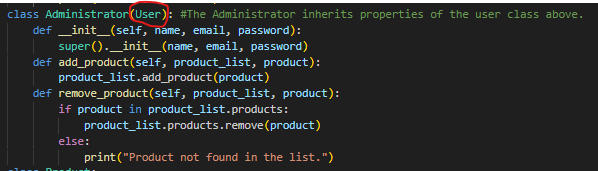 class Administrator(User): #The Administrator inherits properties of the user class above.
    def __init__(self, name, email, password):
        super().__init__(name, email, password)
    def add_product(self, product_list, product):
        product_list.add_product(product)
    def remove_product(self, product_list, product):
        if product in product_list.products:
            product_list.products.remove(product)
        else:
            print("Product not found in the list.")
class Product: